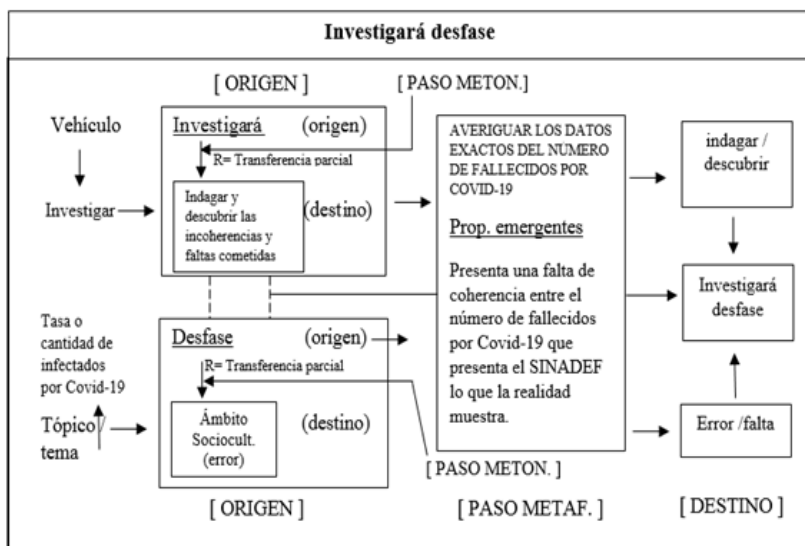 Investigará desfase
[ ORIGEN ]
[ PASO METON. ]
Vehículo
Investigar
Investigará (origen)
R= Transferencia parcial
Indagar y
descubrir las
incoherencias y
faltas cometidas
(destino)
AVERIGUAR LOS DATOS
EXACTOS DEL NUMERO
DE FALLECIDOS POR
COVID-19
Prop. emergentes
Presenta una falta de
coherencia entre el
número de fallecidos
por Covid-19 que
presenta el SINADEF
lo que la realidad
muestra.
indagar /
descubrir
Investigará
desfase
Error /falta
Tasa o
cantidad de
infectados
por Covid-19
Tópico /
tema
Desfase (origen)
R= Transferencia parcial
Ámbito
Sociocult.
(error)
(destino)
[ PASO METON. ]
[ ORIGEN ]
[ PASO METAF. ]
[ DESTINO ]